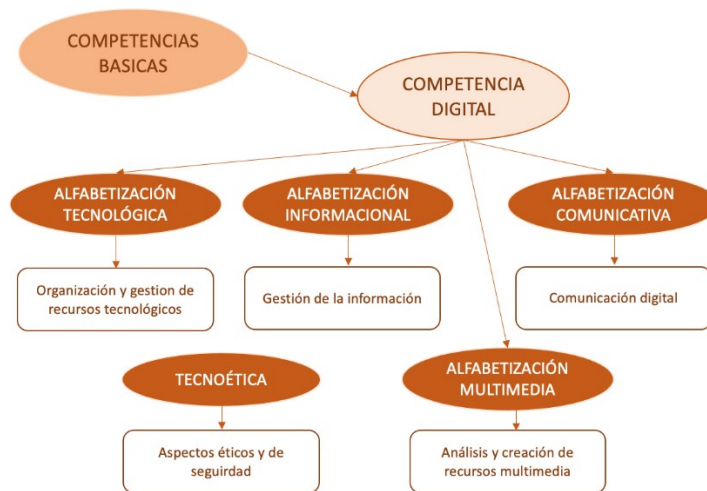 COMPETENCIAS
BASICAS
COMPETENCIA
DIGITAL
ALFABETIZACIÓN
TECNOLÓGICA
ALFABETIZACIÓN
INFORMACIONAL
ALFABETIZACIÓN
COMUNICATIVA
Organización y gestion de
recursos tecnológicos
Gestión de la información
Comunicación digital
TECNOÉTICA
ALFABETIZACIÓN
MULTIMEDIA
Aspectos éticos y de
seguirdad
Análisis y creación de
recursos multimedia